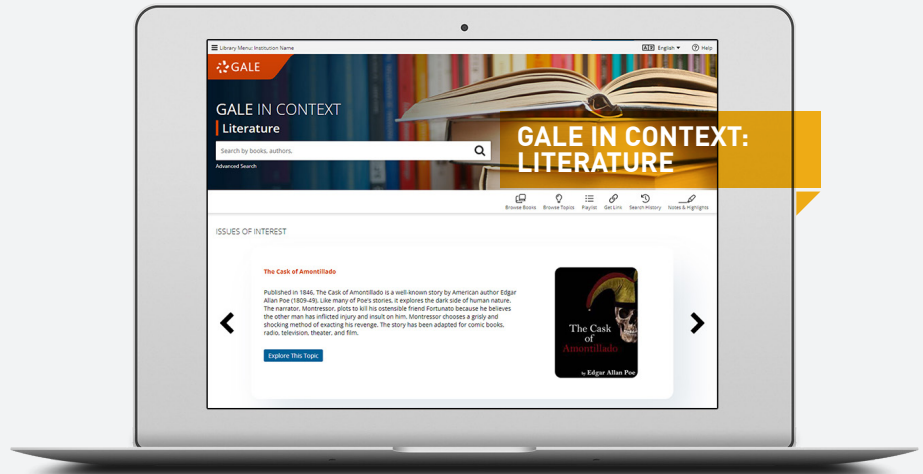 Library Menu: Institution Name
English
Help
GALE
GALE IN CONTEXT
Literature
Search by books, authors,
Advanced Search
GALE IN CONTEXT:
LITERATURE
Browse Books
Browse Topics
Playlist
Get Link
Search History
Notes & Highlights
ISSUES OF INTEREST
The Cask of Amontillado
Published in 1846, The Cask of Amontillado is a well-known story by American author Edgar
Allan Poe (1809-49). Like many of Poe's stories, it explores the dark side of human nature.
The narrator, Montressor, plots to kill his ostensible friend Fortunato because he believes
the other man has inflicted injury and insult on him. Montressor chooses a grisly and
shocking method of exacting his revenge. The story has been adapted for comic books,
radio, television, theater, and film.
Explore This Topic
The Cask
of
Amontillado
by Edgar Allan Poe